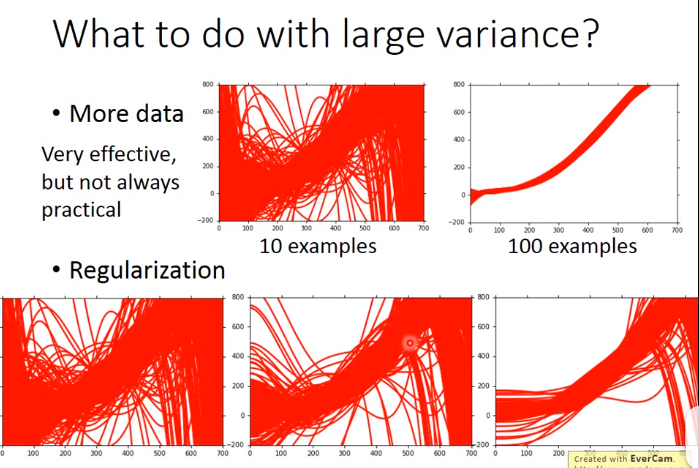 What to do with large variance?
• More data
Very effective,
but not always
practical
800
600
400
200
0
−200
0 100 200 300 400 500 600 700
10 examples
800
600
400
200
0
−200
0 100 200 300 400 500 600 700
100 examples
• Regularization
0 100 200 300 400 500 600 700
800
600
400
200
0
−200
0 100 200 300 400 500 600 700
800
600
400
200
0
−200
0 100 200
Created with EverCam.